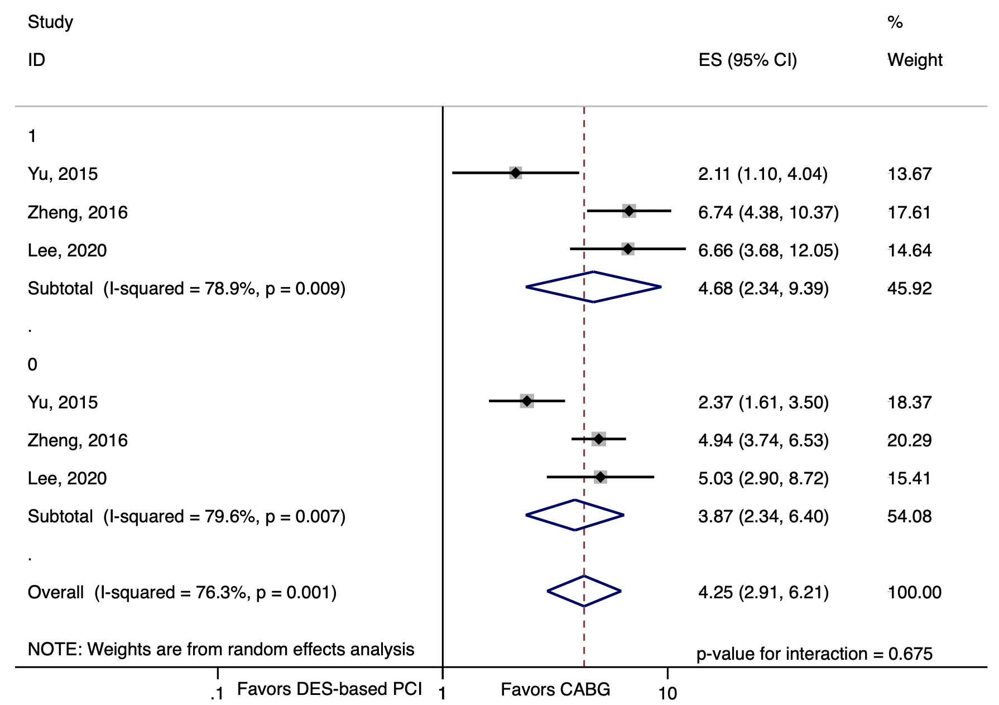 Study %
ID ES (95% CI) Weight
1
Yu, 2015 2.11 (1.10, 4.04) 13.67
Zheng, 2016 6.74 (4.38, 10.37) 17.61
Lee, 2020 6.66 (3.68, 12.05) 14.64
Subtotal (I-squared = 78.9%, p = 0.009) 4.68 (2.34, 9.39) 45.92
.
0
Yu, 2015 2.37 (1.61, 3.50) 18.37
Zheng, 2016 4.94 (3.74, 6.53) 20.29
Lee, 2020 5.03 (2.90, 8.72) 15.41
Subtotal (I-squared = 79.6%, p = 0.007) 3.87 (2.34, 6.40) 54.08
.
Overall (I-squared = 76.3%, p = 0.001) 4.25 (2.91, 6.21) 100.00
NOTE: Weights are from random effects analysis p-value for interaction = 0.675
.1 Favors DES-based PCI 1 Favors CABG 10